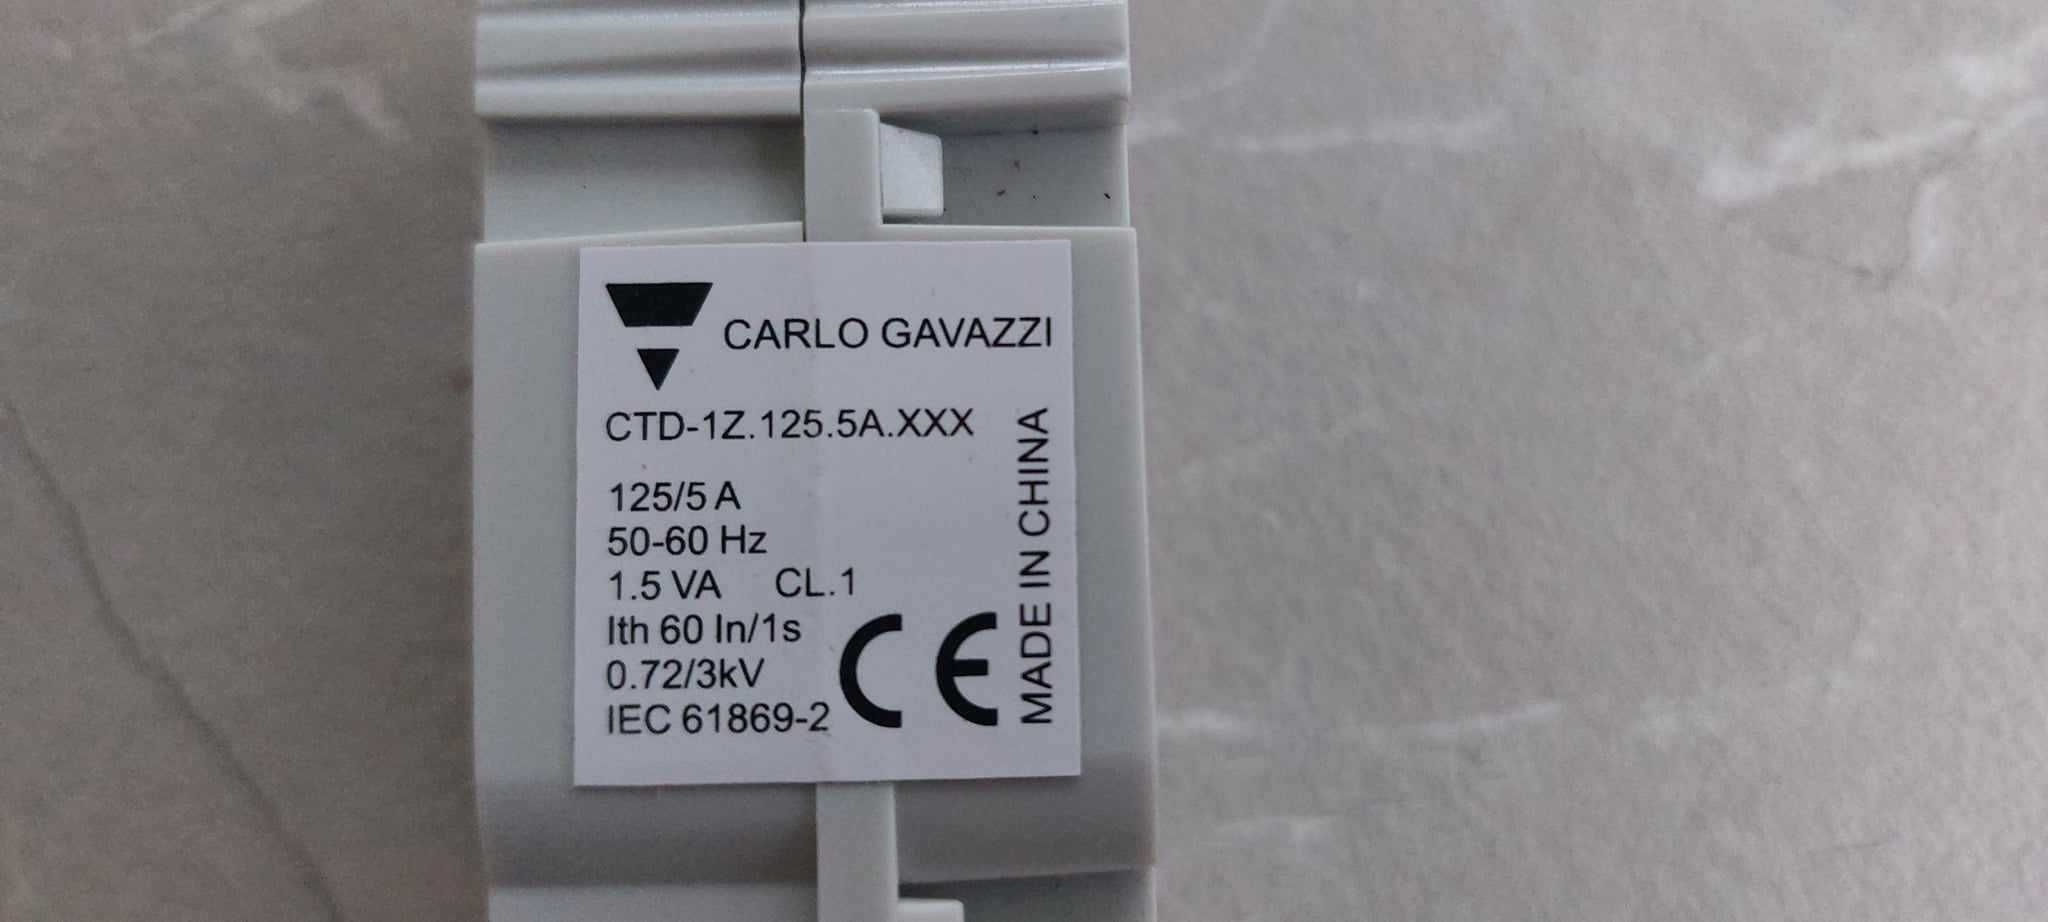 CARLO GAVAZZI
CTD-1Z.125.5A.XXX
125/5 A
50-60 Hz
1.5 VA CL.1
Ith 60 In/1s
0.72/3kV
IEC 61869-2
CE
MADE IN CHINA